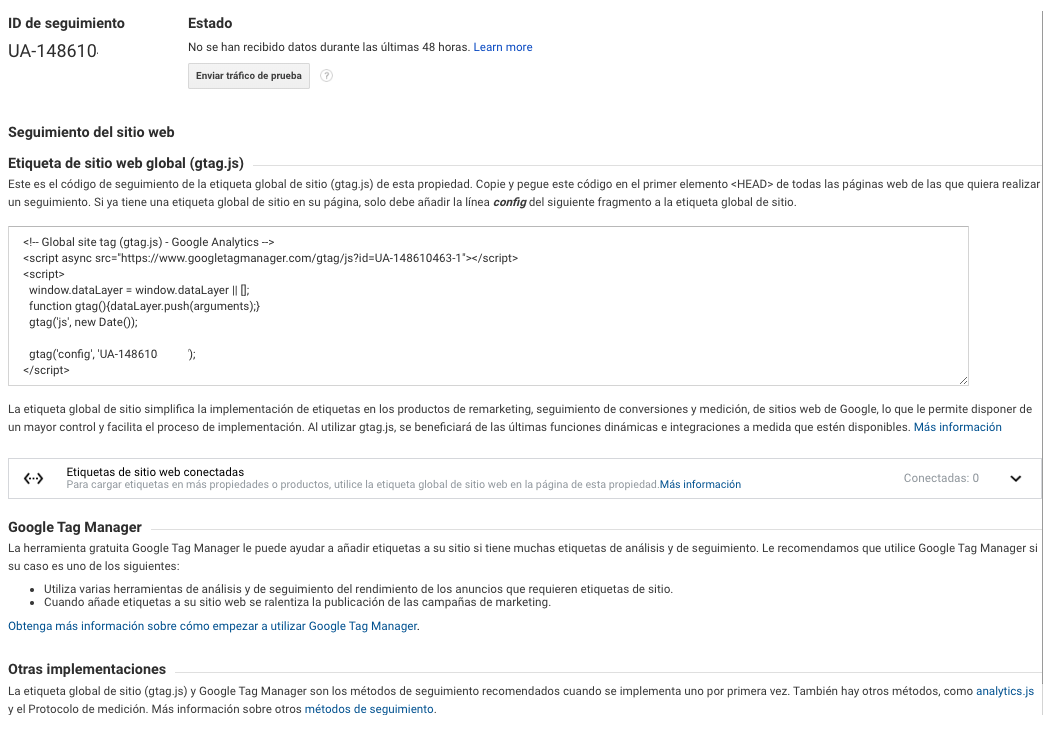 ID de seguimiento
Estado
UA-148610
No se han recibido datos durante las últimas 48 horas. Learn more
Enviar tráfico de prueba ?
Seguimiento del sitio web
Etiqueta de sitio web global (gtag.js)
Este es el código de seguimiento de la etiqueta global de sitio (gtag.js) de esta propiedad. Copie y pegue este código en el primer elemento <HEAD> de todas las páginas web de las que quiera realizar
un seguimiento. Si ya tiene una etiqueta global de sitio en su página, solo debe añadir la línea config del siguiente fragmento a la etiqueta global de sitio.
<!-- Global site tag (gtag.js) - Google Analytics -->
<script async src="https://www.googletagmanager.com/gtag/js?id=UA-148610463-1"></script>
<script>
window.dataLayer = window.dataLayer || [];
function gtag(){dataLayer.push(arguments);}
gtag('js', new Date());
gtag('config', 'UA-148610 ');
</script>
La etiqueta global de sitio simplifica la implementación de etiquetas en los productos de remarketing, seguimiento de conversiones y medición, de sitios web de Google, lo que le permite disponer de
un mayor control y facilita el proceso de implementación. Al utilizar gtag.js, se beneficiará de las últimas funciones dinámicas e integraciones a medida que estén disponibles. Más información
Etiquetas de sitio web conectadas
Para cargar etiquetas en más propiedades o productos, utilice la etiqueta global de sitio web en la página de esta propiedad.Más información
Conectadas: 0
Google Tag Manager
La herramienta gratuita Google Tag Manager le puede ayudar a añadir etiquetas a su sitio si tiene muchas etiquetas de análisis y de seguimiento. Le recomendamos que utilice Google Tag Manager si
su caso es uno de los siguientes:
• Utiliza varias herramientas de análisis y de seguimiento del rendimiento de los anuncios que requieren etiquetas de sitio.
• Cuando añade etiquetas a su sitio web se ralentiza la publicación de las campañas de marketing.
Obtenga más información sobre cómo empezar a utilizar Google Tag Manager.
Otras implementaciones
La etiqueta global de sitio (gtag.js) y Google Tag Manager son los métodos de seguimiento recomendados cuando se implementa uno por primera vez. También hay otros métodos, como analytics.js
y el Protocolo de medición. Más información sobre otros métodos de seguimiento.